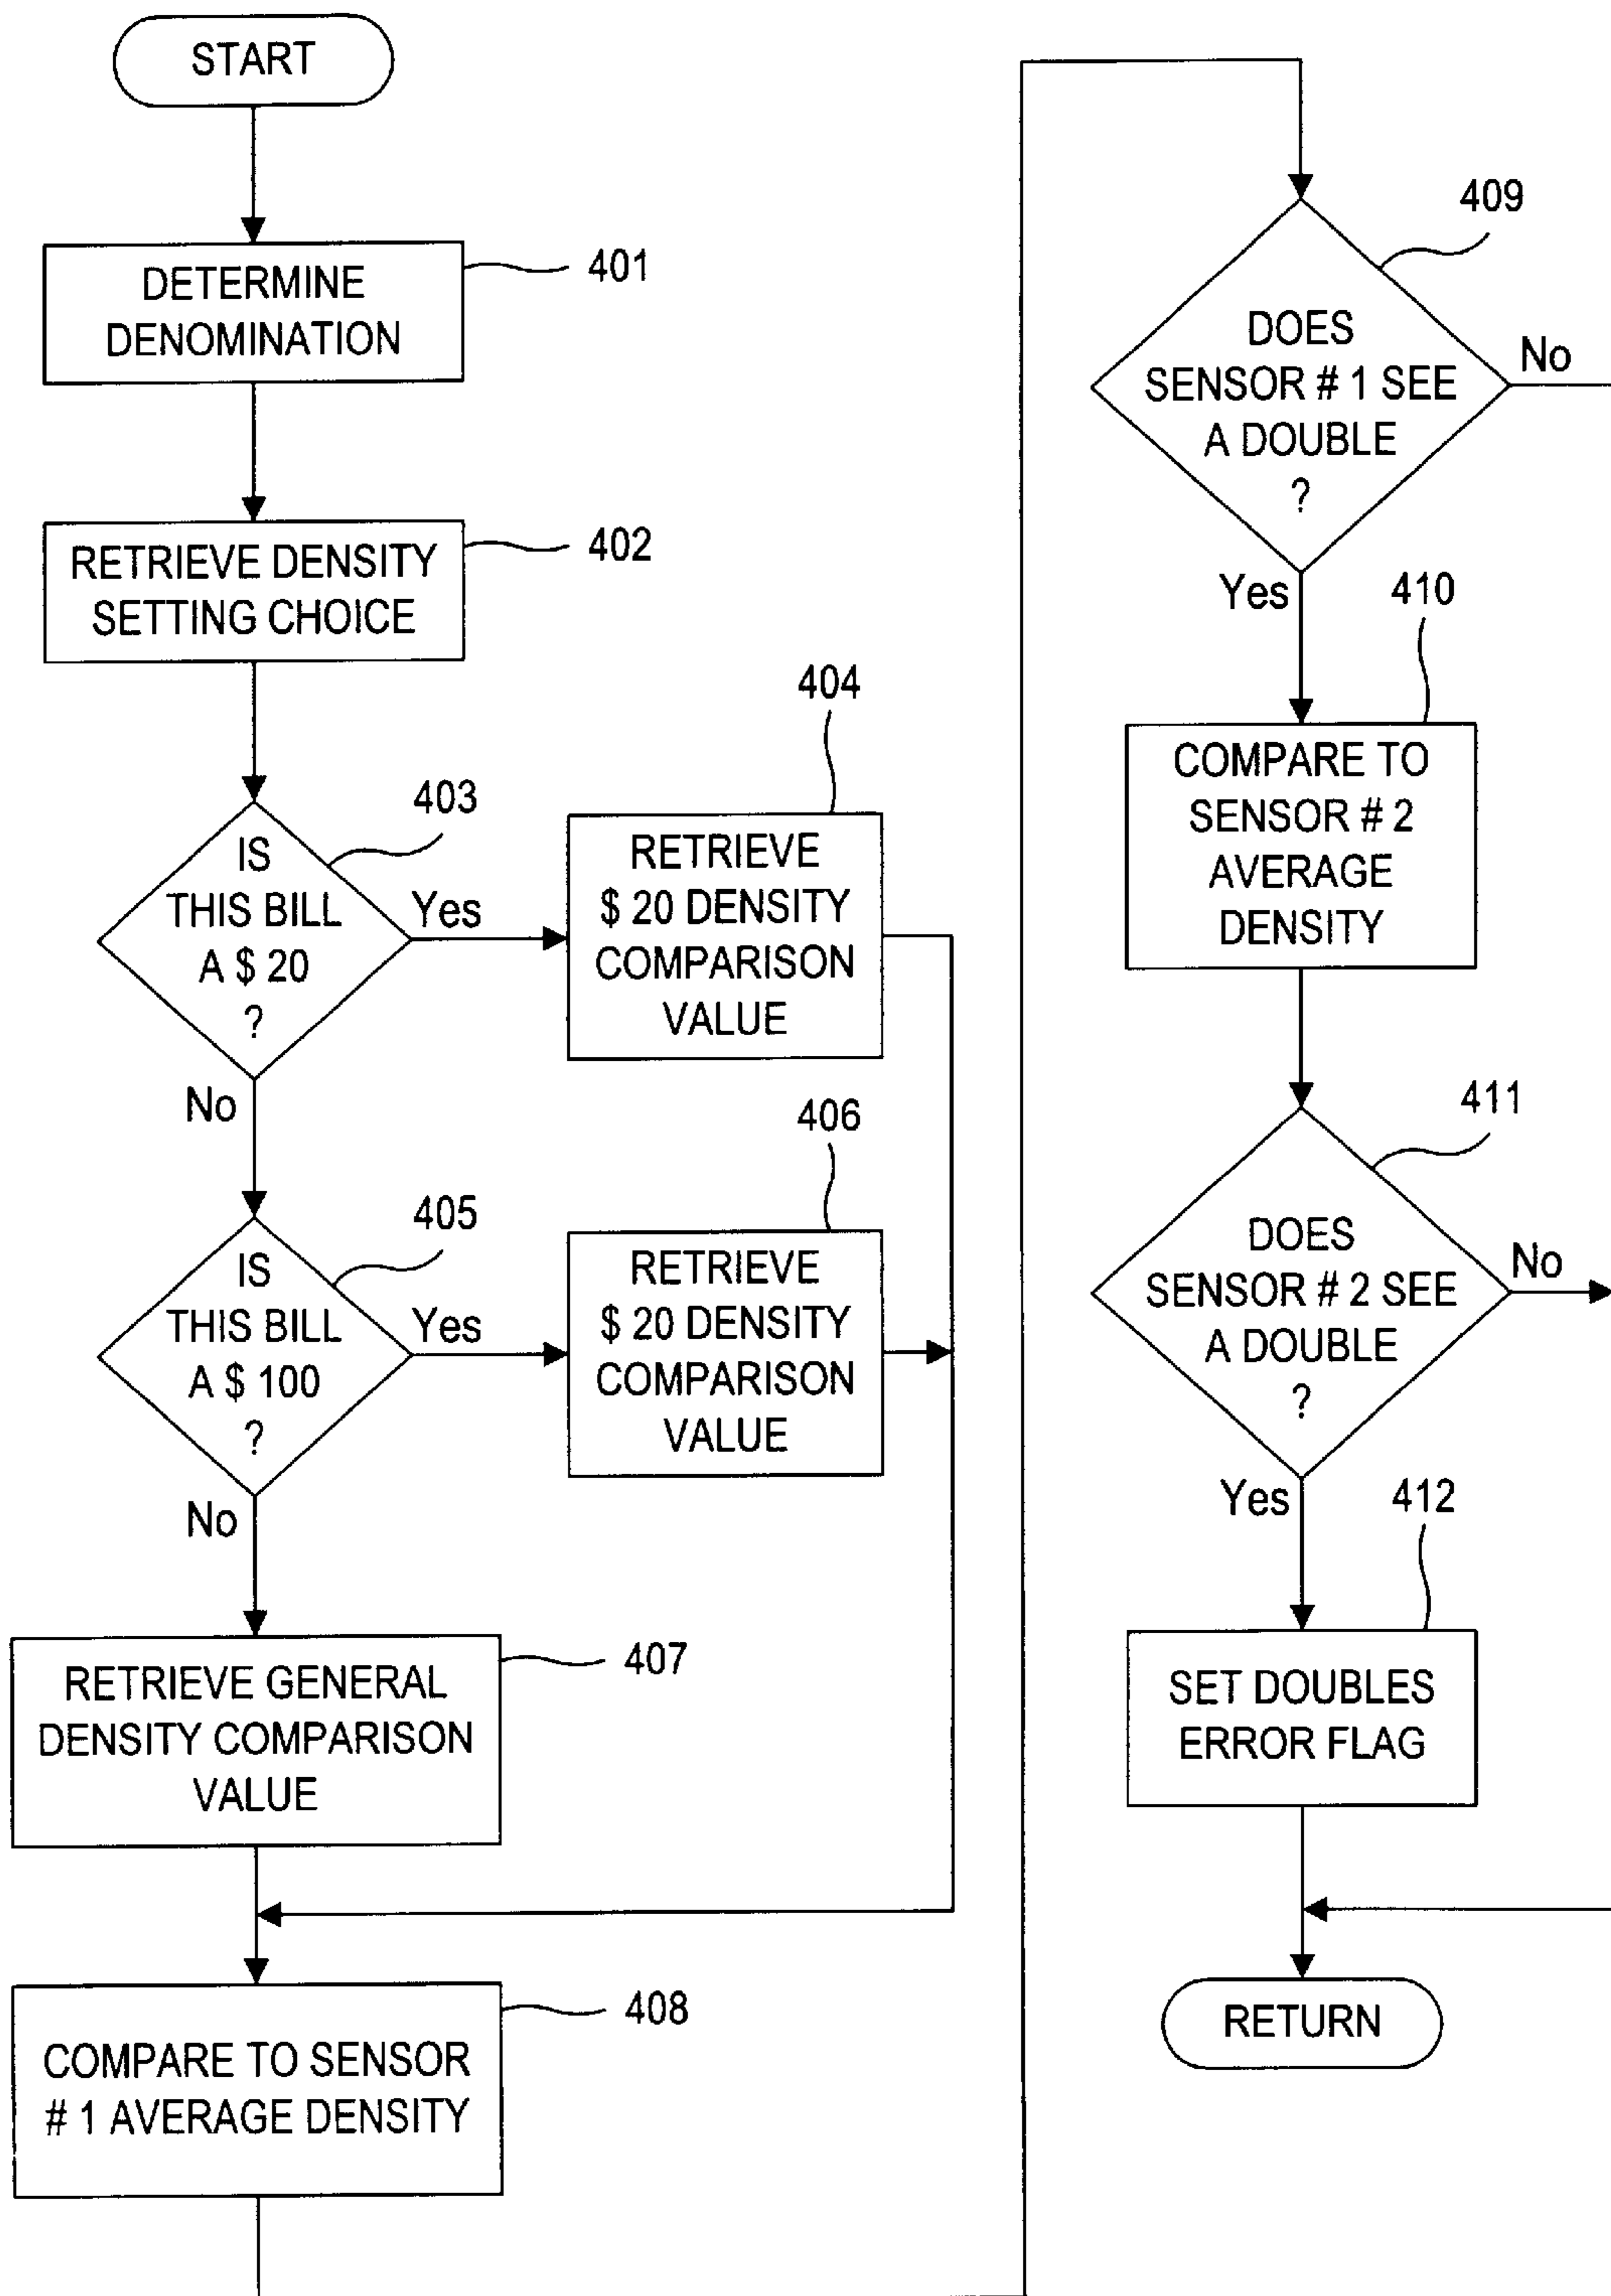 START
DETERMINE
DENOMINATION
401
RETRIEVE DENSITY
SETTING CHOICE
402
403
IS
THIS BILL
A $ 20
?
Yes
No
404
RETRIEVE
$ 20 DENSITY
COMPARISON
VALUE
405
IS
THIS BILL
A $ 100
?
Yes
No
406
RETRIEVE
$ 20 DENSITY
COMPARISON
VALUE
RETRIEVE GENERAL
DENSITY COMPARISON
VALUE
407
COMPARE TO SENSOR
# 1 AVERAGE DENSITY
408
409
DOES
SENSOR # 1 SEE
A DOUBLE
?
No
Yes
410
COMPARE TO
SENSOR # 2
AVERAGE
DENSITY
411
DOES
SENSOR # 2 SEE
A DOUBLE
?
No
Yes
412
SET DOUBLES
ERROR FLAG
RETURN